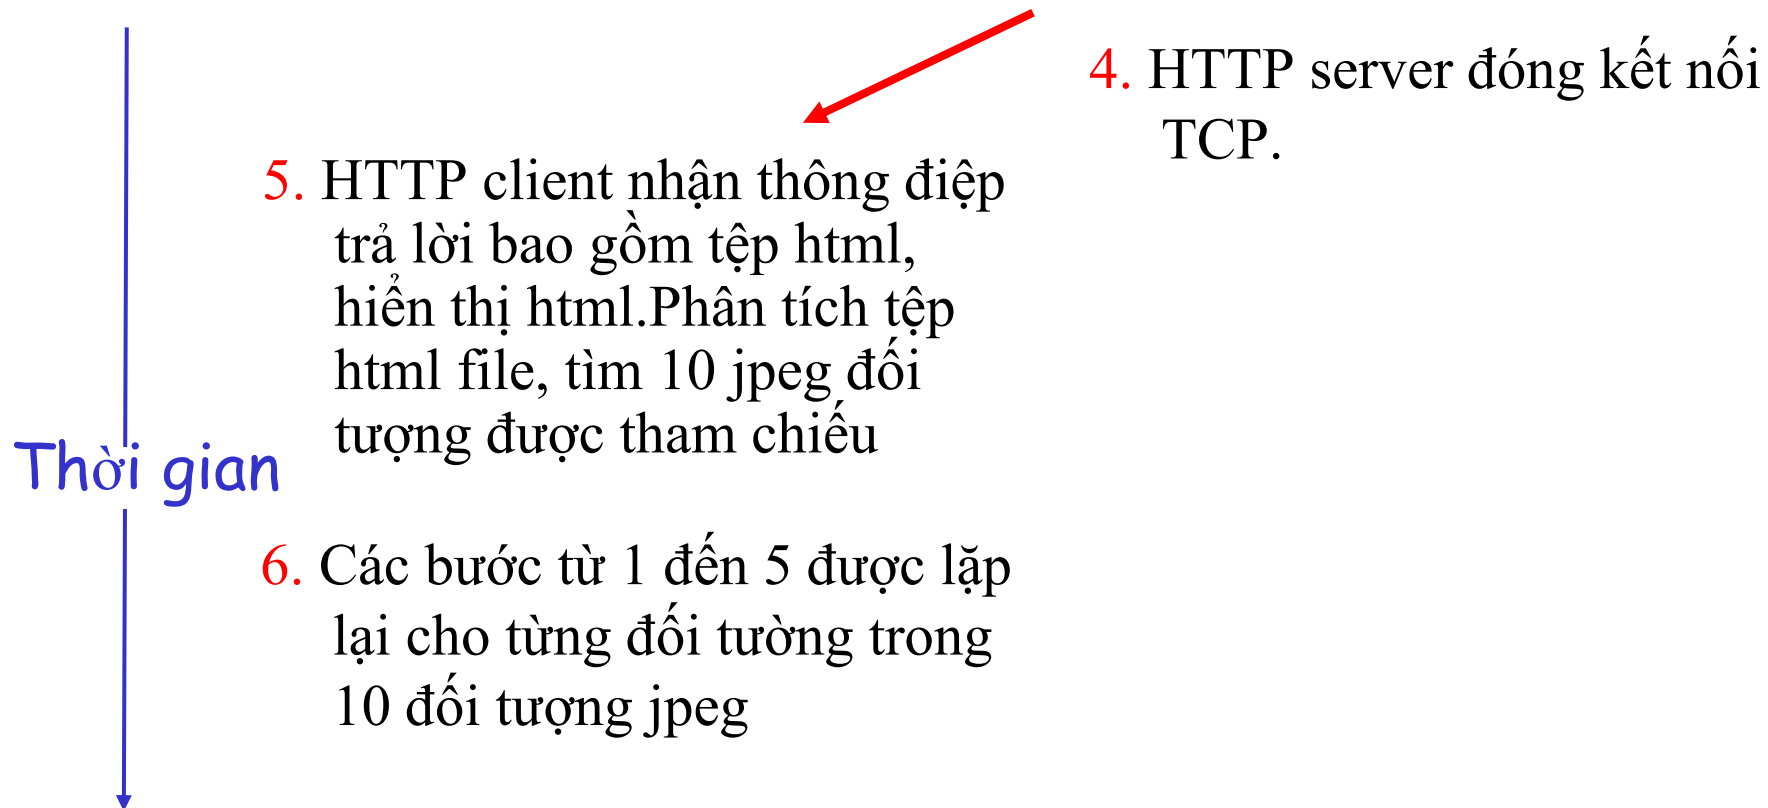 4. HTTP server đóng kết nối
TCP.
5. HTTP client nhận thông điệp
trả lời bao gồm tệp html,
hiển thị html.Phân tích tệp
html file, tìm 10 jpeg đối
tượng được tham chiếu
Thời gian
6. Các bước từ 1 đến 5 được lặp
lại cho từng đối tường trong
10 đối tượng jpeg